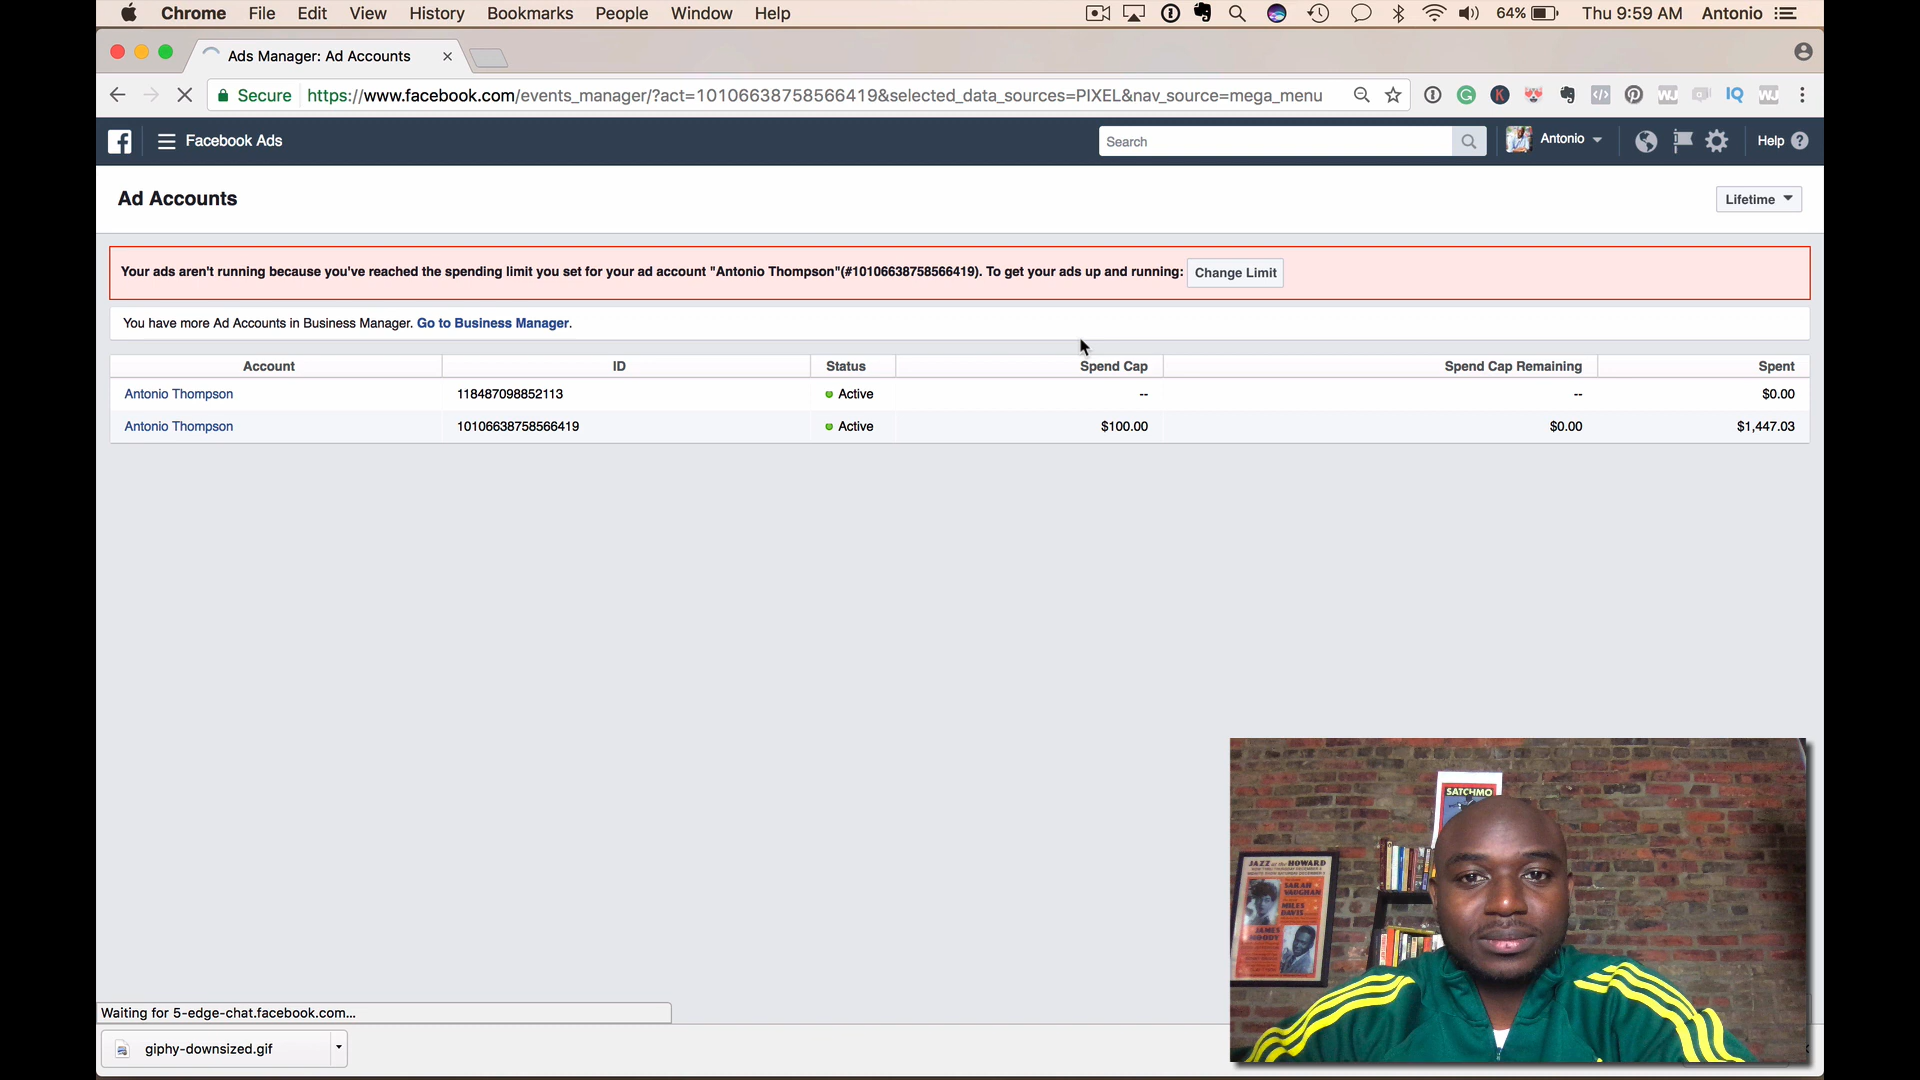 Chrome File Edit View History Bookmarks People Window Help 64% Thu 9:59 AM Antonio
Ads Manager: Ad Accounts
Secure https://www.facebook.com/events_manager/?act=10106638758566419&selected_data_sources=PIXEL&nav_source=mega_menu
Facebook Ads Search Antonio Help
Ad Accounts Lifetime
Your ads aren't running because you've reached the spending limit you set for your ad account "Antonio Thompson"(#10106638758566419). To get your ads up and running: Change Limit
You have more Ad Accounts in Business Manager. Go to Business Manager.
Account ID Status Spend Cap Spend Cap Remaining Spent
Antonio Thompson 118487098852113 Active -- -- $0.00
Antonio Thompson 10106638758566419 Active $100.00 $0.00 $1,447.03
SATCHMO
JAZZ at the HOWARD
SARAH
VAUGHAN
MILES
DAVIS
JAMES
MOODY
Waiting for 5-edge-chat.facebook.com...
giphy-downsized.gif